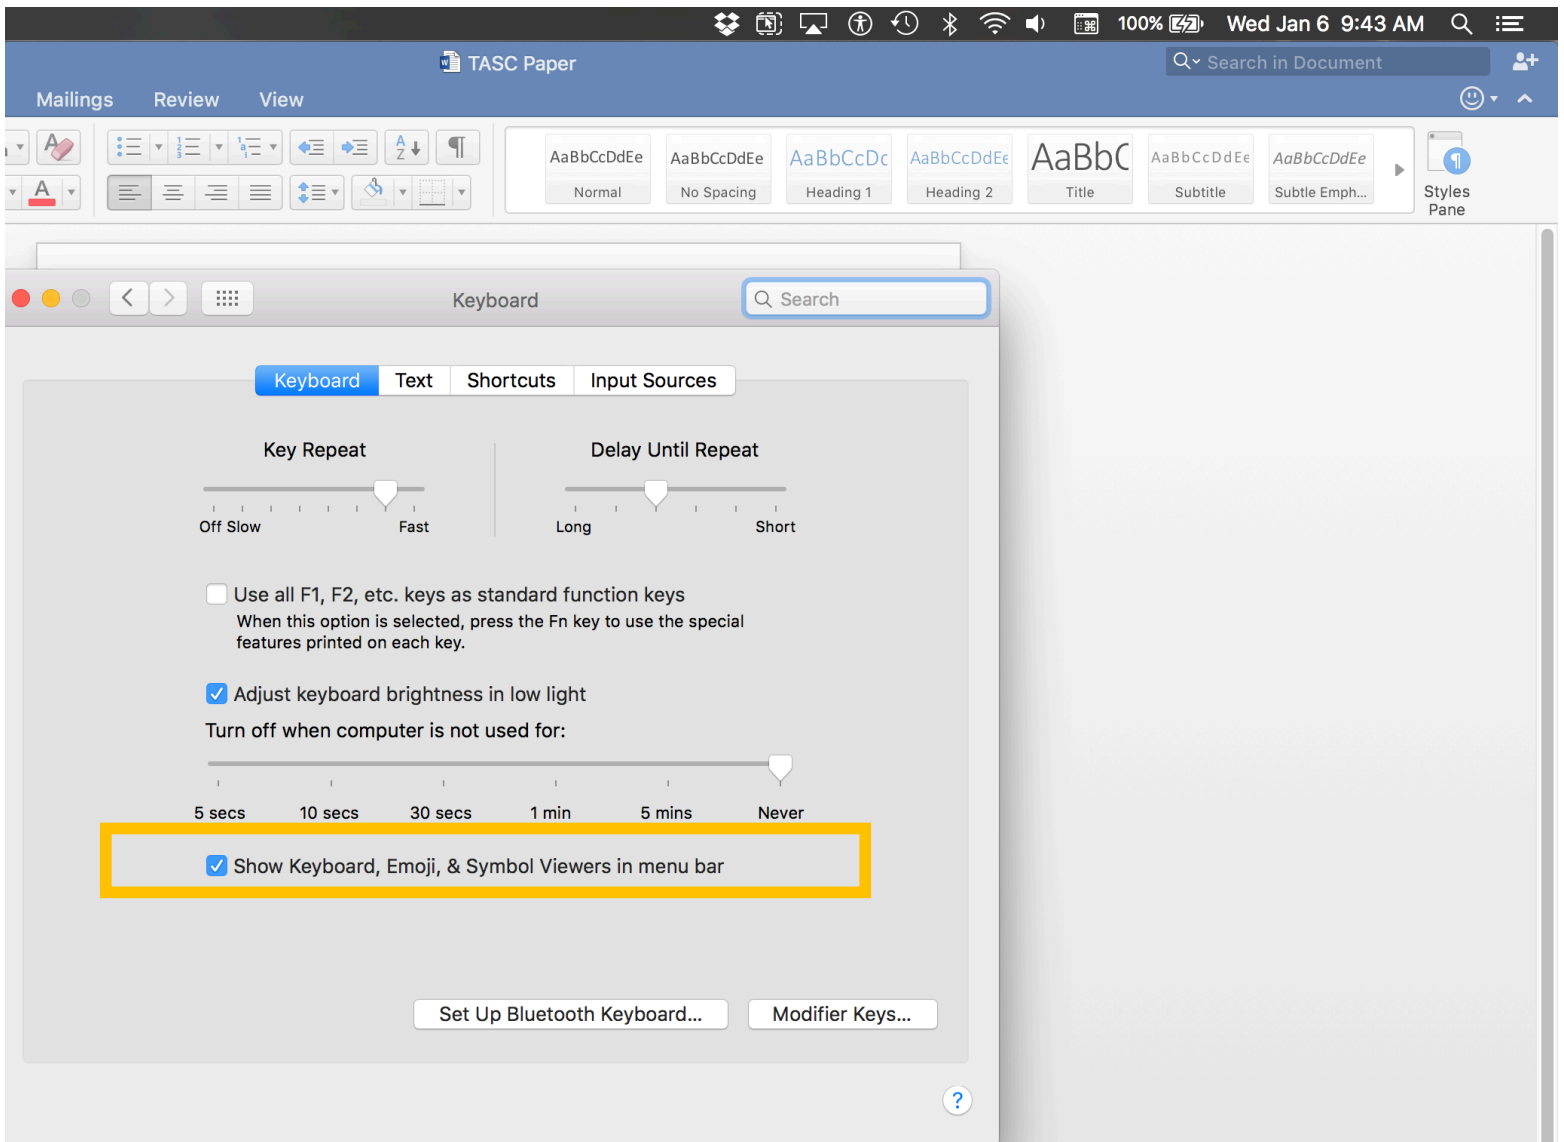 100% Wed Jan 6 9:43 AM
TASC Paper
Search in Document
Mailings Review View
AaBbCcDdEe AaBbCcDdEe AaBbCcDc AaBbCcDdEe AaBbC AaBbCcDdEe AaBbCcDdEe
Normal No Spacing Heading 1 Heading 2 Title Subtitle Subtle Emph...
Styles
Pane
Keyboard
Search
Keyboard Text Shortcuts Input Sources
Key Repeat Delay Until Repeat
Off Slow Fast Long Short
Use all F1, F2, etc. keys as standard function keys
When this option is selected, press the Fn key to use the special
features printed on each key.
Adjust keyboard brightness in low light
Turn off when computer is not used for:
5 secs 10 secs 30 secs 1 min 5 mins Never
Show Keyboard, Emoji, & Symbol Viewers in menu bar
Set Up Bluetooth Keyboard... Modifier Keys...
?